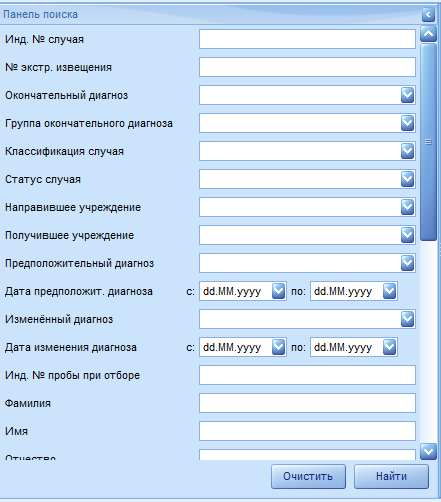 Панель поиска
Инд. № случая
№ экстр. извещения
Окончательный диагноз
Группа окончательного диагноза
Классификация случая
Статус случая
Направившее учреждение
Получившее учреждение
Предположительный диагноз
Дата предположит. диагноза с: dd.MM.yyyy по: dd.MM.yyyy
Изменённый диагноз
Дата изменения диагноза с: dd.MM.yyyy по: dd.MM.yyyy
Инд. № пробы при отборе
Фамилия
Имя
Отчество
Очистить Найти